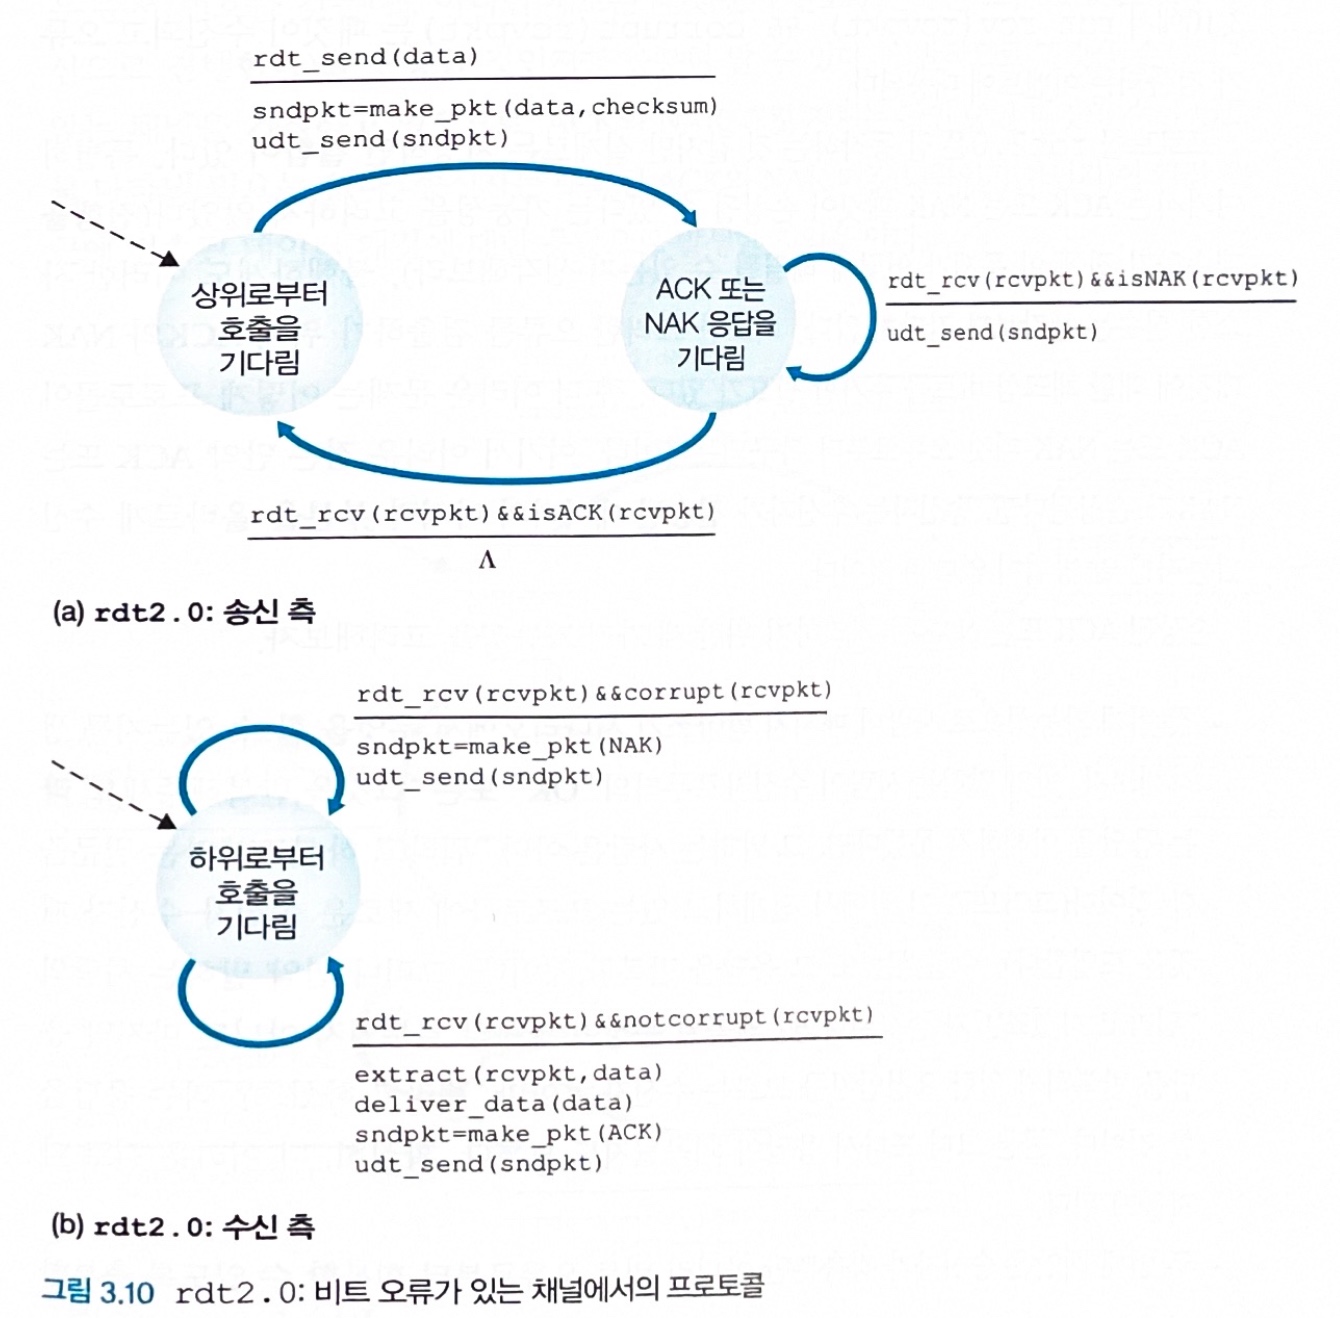 rdt_send(data)
sndpkt=make_pkt(data,checksum)
udt_send(sndpkt)
상위로부터
호출을
기다림
ACK 또는
NAK 응답을
기다림
rdt_rcv(rcvpkt)&&isNAK(rcvpkt)
udt_send(sndpkt)
rdt_rcv(rcvpkt)&&isACK(rcvpkt)
Λ
(a) rdt2.0: 송신 측
rdt_rcv(rcvpkt)&&corrupt(rcvpkt)
sndpkt=make_pkt(NAK)
udt_send(sndpkt)
하위로부터
호출을
기다림
rdt_rcv(rcvpkt)&&notcorrupt(rcvpkt)
extract(rcvpkt,data)
deliver_data(data)
sndpkt=make_pkt(ACK)
udt_send(sndpkt)
(b) rdt2.0: 수신 측
그림 3.10 rdt2.0: 비트 오류가 있는 채널에서의 프로토콜